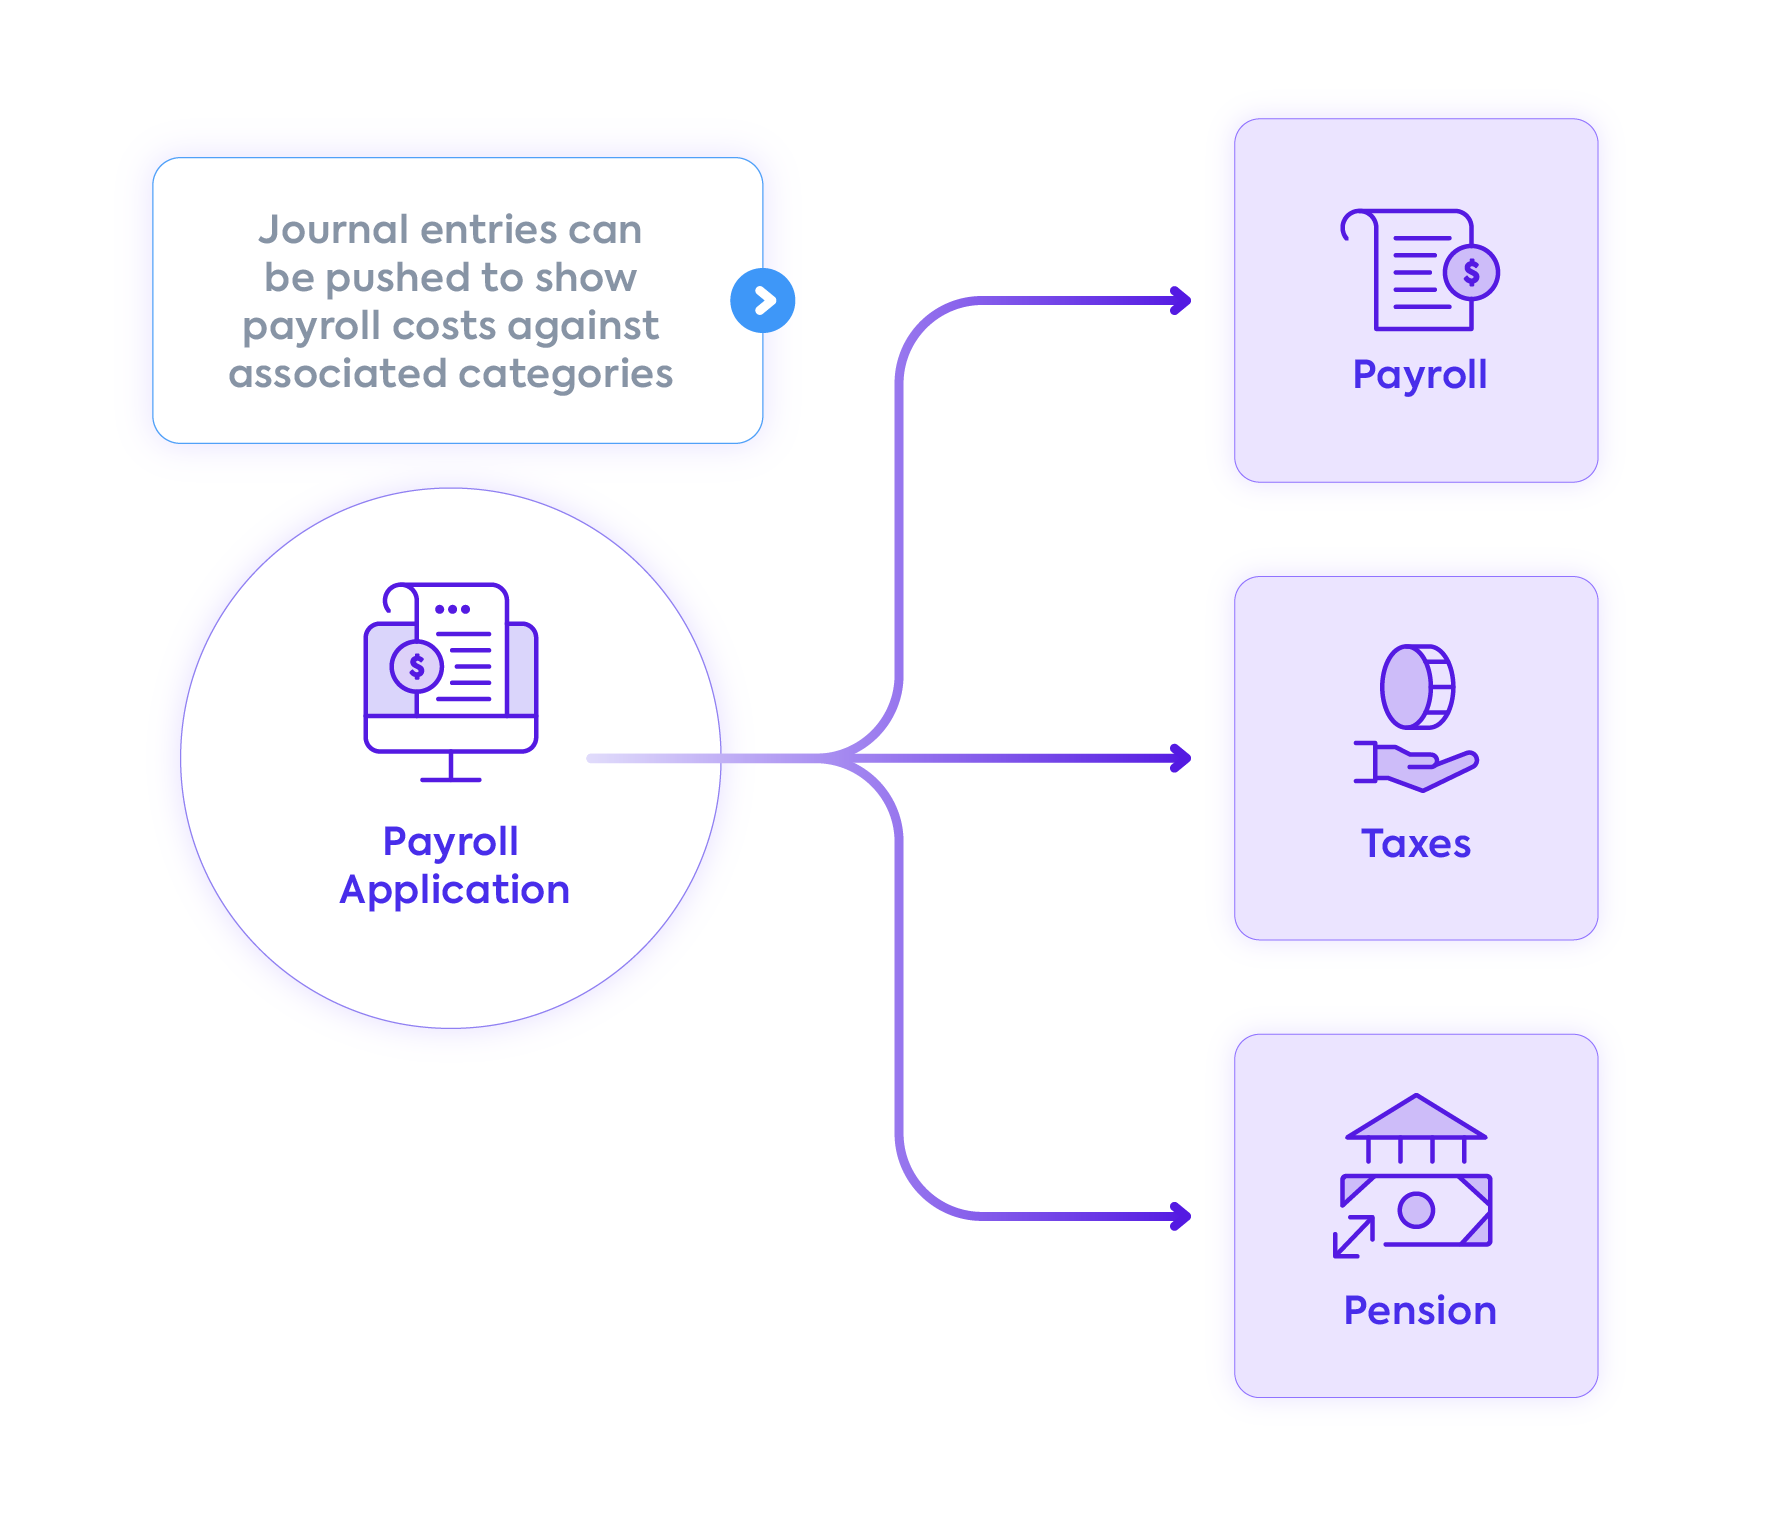 Journal entries can
be pushed to show
payroll costs against
associated categories
$
Payroll
Application
$
Payroll
Taxes
Pension